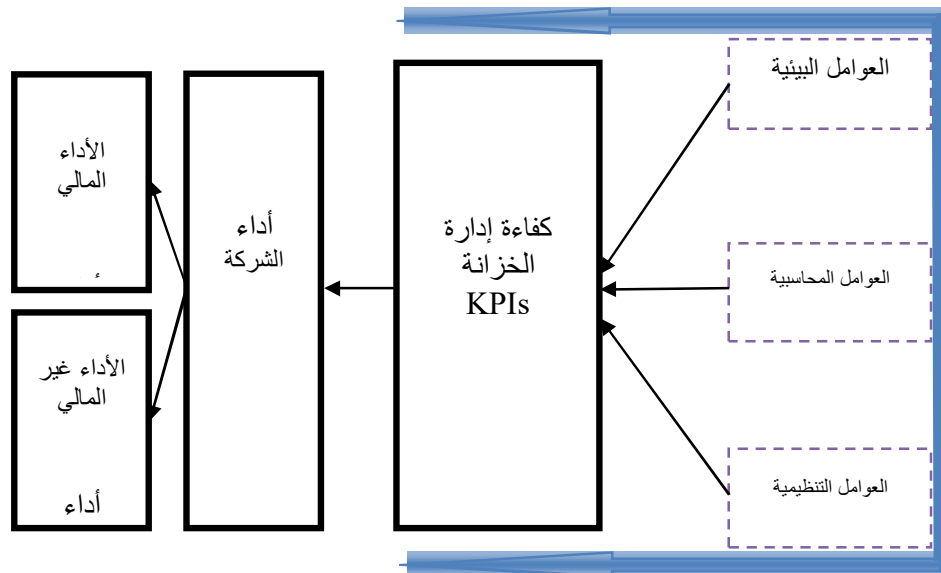 العوامل البيئية
العوامل المحاسبية
العوامل التنظيمية
كفاءة إدارة
الخزانة
KPIs
أداء
الشركة
الأداء
المالي
الأداء غير
المالي
أداء